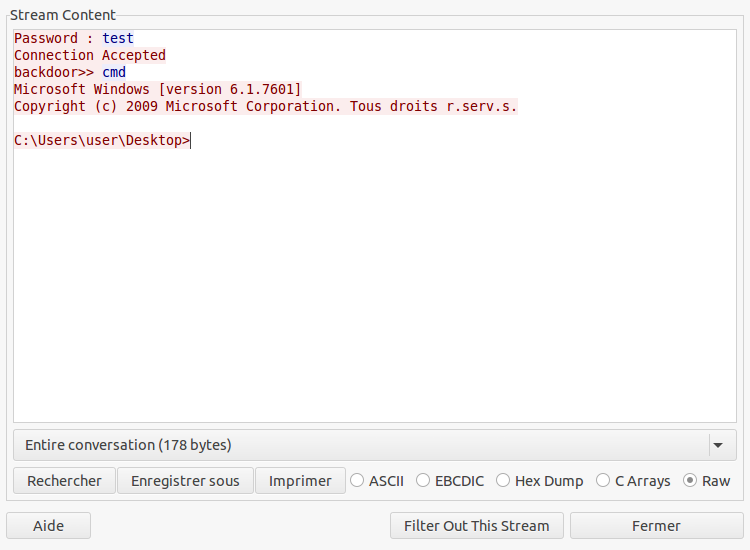 Stream Content
Password : test
Connection Accepted
backdoor>> cmd
Microsoft Windows [version 6.1.7601]
Copyright (c) 2009 Microsoft Corporation. Tous droits r.serv.s.
C:\Users\user\Desktop>
Entire conversation (178 bytes)
Rechercher Enregistrer sous Imprimer ASCII EBCDIC Hex Dump C Arrays Raw
Aide Filter Out This Stream Fermer